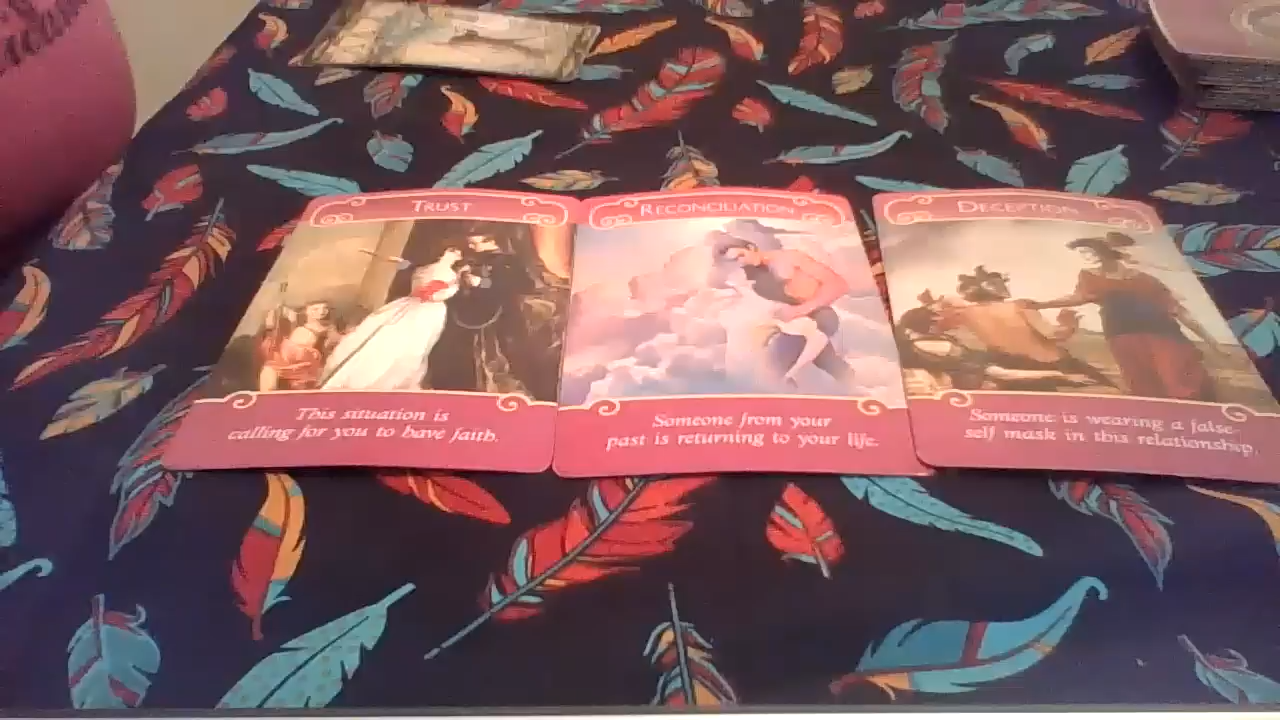 TRUST
This situation is
calling for you to have faith.
RECONCILIATION
Someone from your
past is returning to your life.
DECEPTION
Someone is wearing a false-
self mask in this relationship.